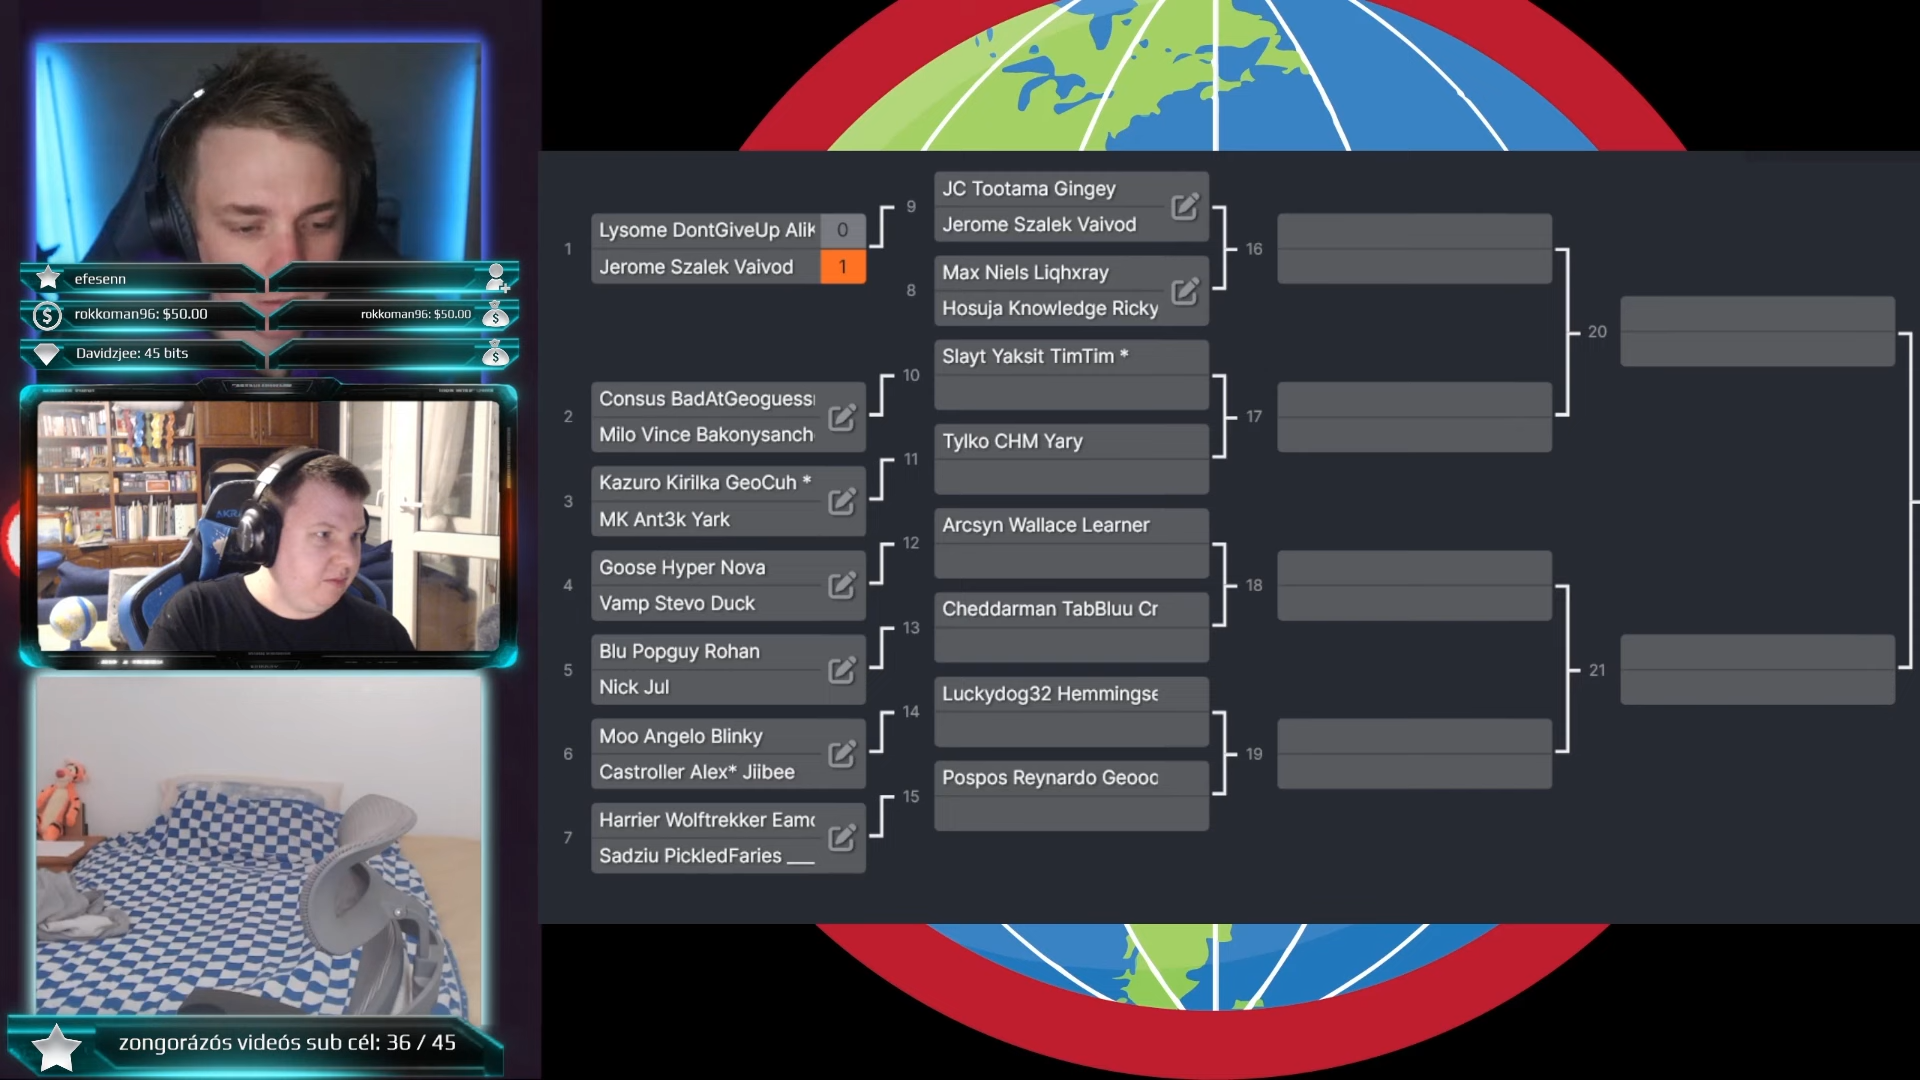 efesenn
rokkoman96: $50.00
rokkoman96: $50.00
Davidzjee: 45 bits
AKRA
zongorázós videós sub cél: 36 / 45
1
Lysome DontGiveUp AliK
0
Jerome Szalek Vaivod
1
2
Consus BadAtGeoguess
Milo Vince Bakonysanch
3
Kazuro Kirilka GeoCuh *
MK Ant3k Yark
4
Goose Hyper Nova
Vamp Stevo Duck
5
Blu Popguy Rohan
Nick Jul
6
Moo Angelo Blinky
Castroller Alex* Jiibee
7
Harrier Wolftrekker Eamo
Sadziu PickledFaries ___
9
JC Tootama Gingey
Jerome Szalek Vaivod
8
Max Niels Liqhxray
Hosuja Knowledge Ricky
10
Slayt Yaksit TimTim *
11
Tylko CHM Yary
12
Arcsyn Wallace Learner
13
Cheddarman TabBluu Cr
14
Luckydog32 Hemmingse
15
Pospos Reynardo Geooc
16
17
18
19
20
21